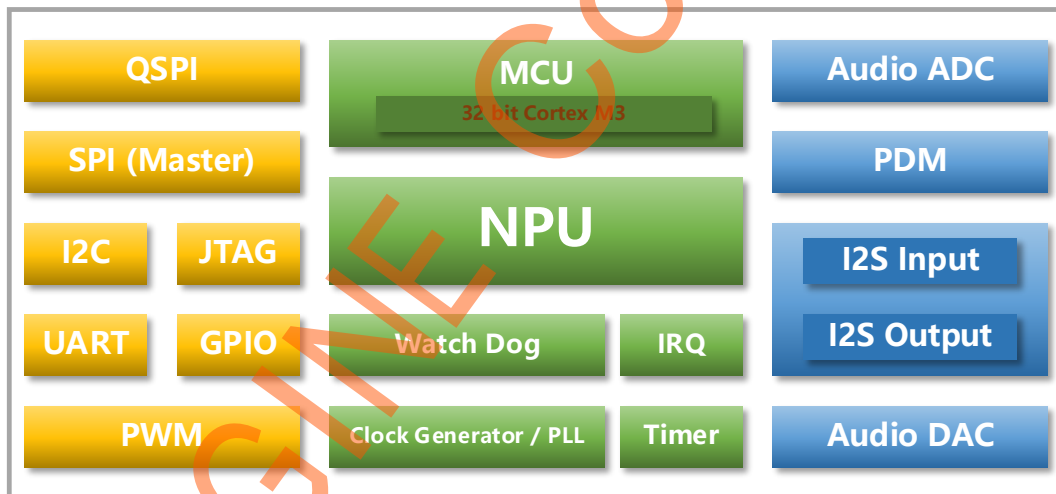 QSPI
SPI (Master)
I2C
JTAG
UART
GPIO
PWM
MCU
32 bit Cortex M3
NPU
Watch Dog
IRQ
Clock Generator / PLL
Timer
Audio ADC
PDM
I2S Input
I2S Output
Audio DAC